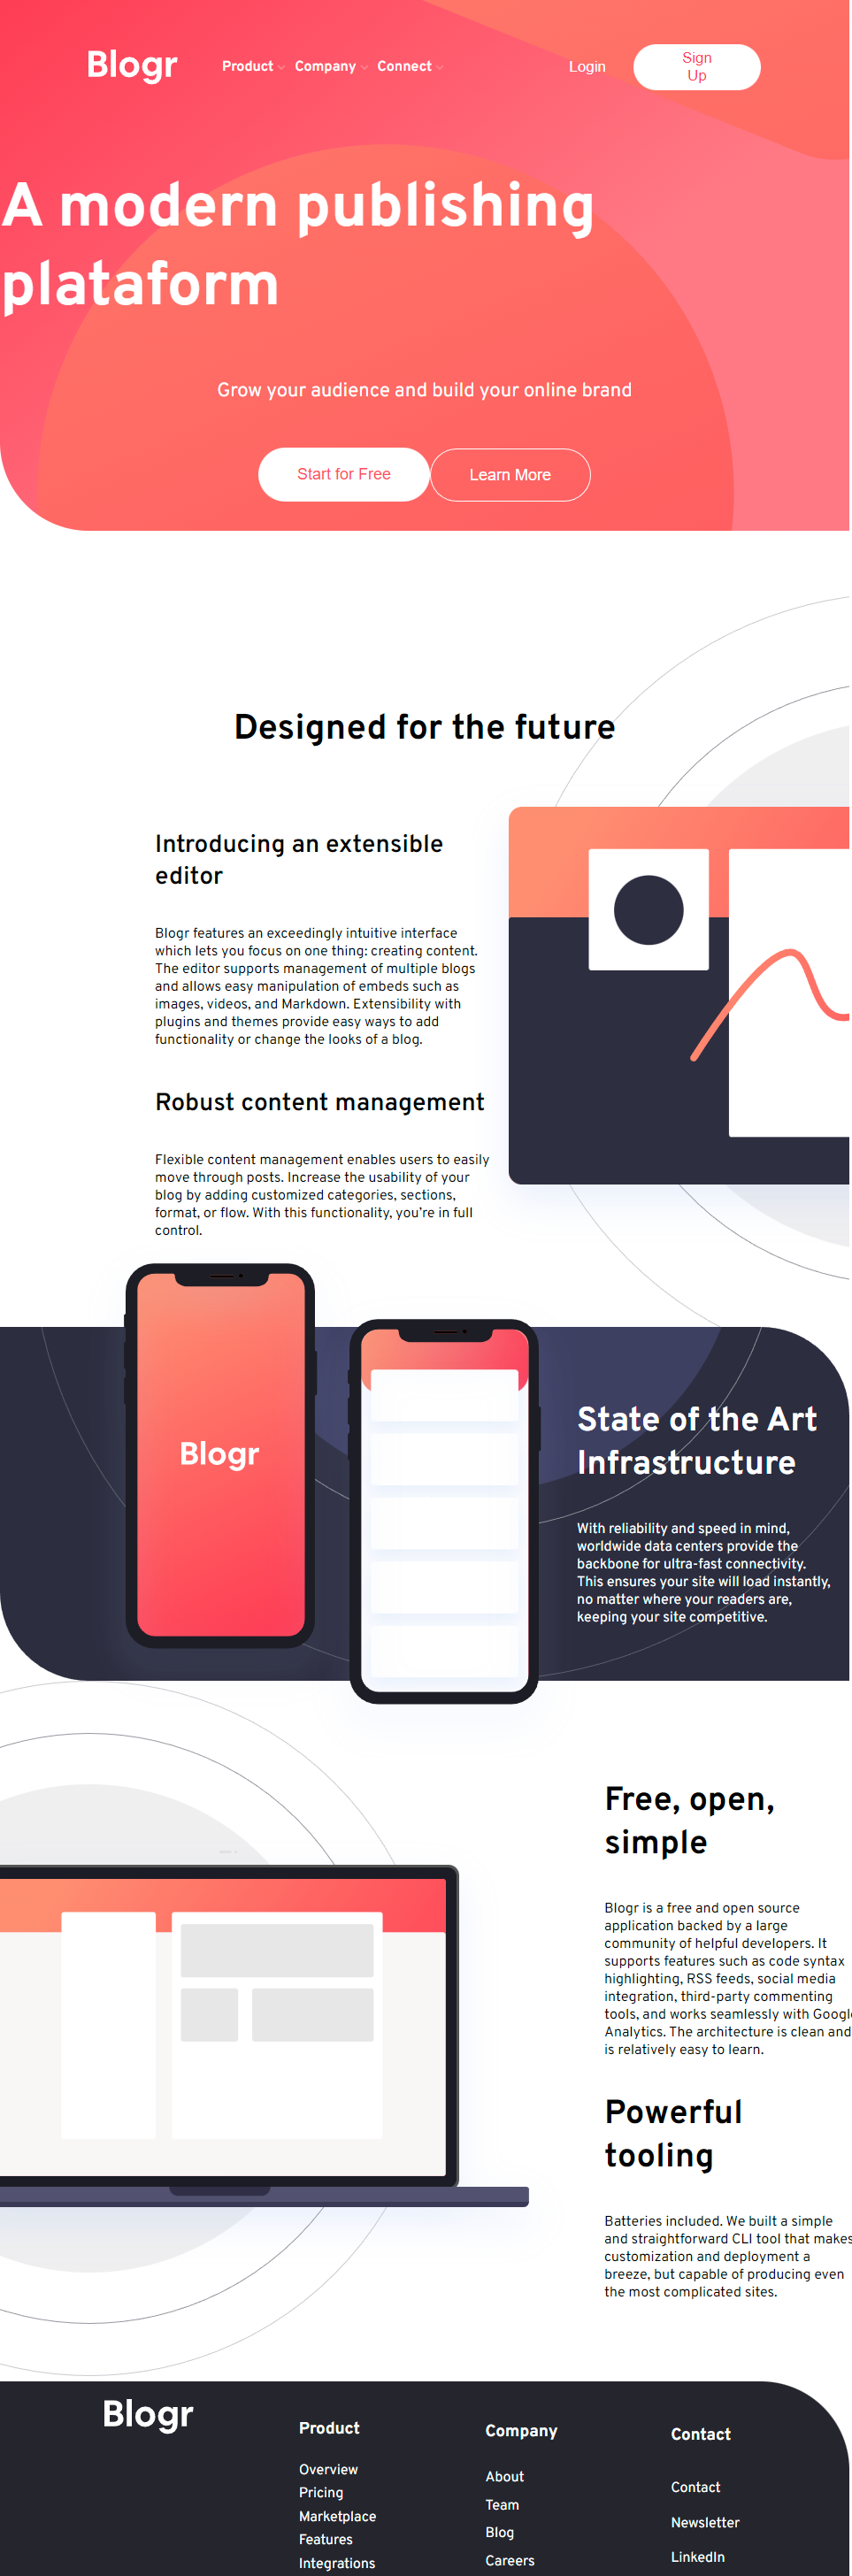 Blogr
Product
Company
Connect
Login
Sign
Up
A modern publishing
plataform
Grow your audience and build your online brand
Start for Free
Learn More
Designed for the future
Introducing an extensible
editor
Blogr features an exceedingly intuitive interface
which lets you focus on one thing: creating content.
The editor supports management of multiple blogs
and allows easy manipulation of embeds such as
images, videos, and Markdown. Extensibility with
plugins and themes provide easy ways to add
functionality or change the looks of a blog.
Robust content management
Flexible content management enables users to easily
move through posts. Increase the usability of your
blog by adding customized categories, sections,
format, or flow. With this functionality, you're in full
control.
Blogr
State of the Art
Infrastructure
With reliability and speed in mind,
worldwide data centers provide the
backbone for ultra-fast connectivity.
This ensures your site will load instantly,
no matter where your readers are,
keeping your site competitive.
Free, open,
simple
Blogr is a free and open source
application backed by a large
community of helpful developers. It
supports features such as code syntax
highlighting, RSS feeds, social media
integration, third-party commenting
tools, and works seamlessly with Google
Analytics. The architecture is clean and
is relatively easy to learn.
Powerful
tooling
Batteries included. We built a simple
and straightforward CLI tool that makes
customization and deployment a
breeze, but capable of producing even
the most complicated sites.
Blogr
Product
Overview
Pricing
Marketplace
Features
Integrations
Company
About
Team
Blog
Careers
Contact
Contact
Newsletter
LinkedIn